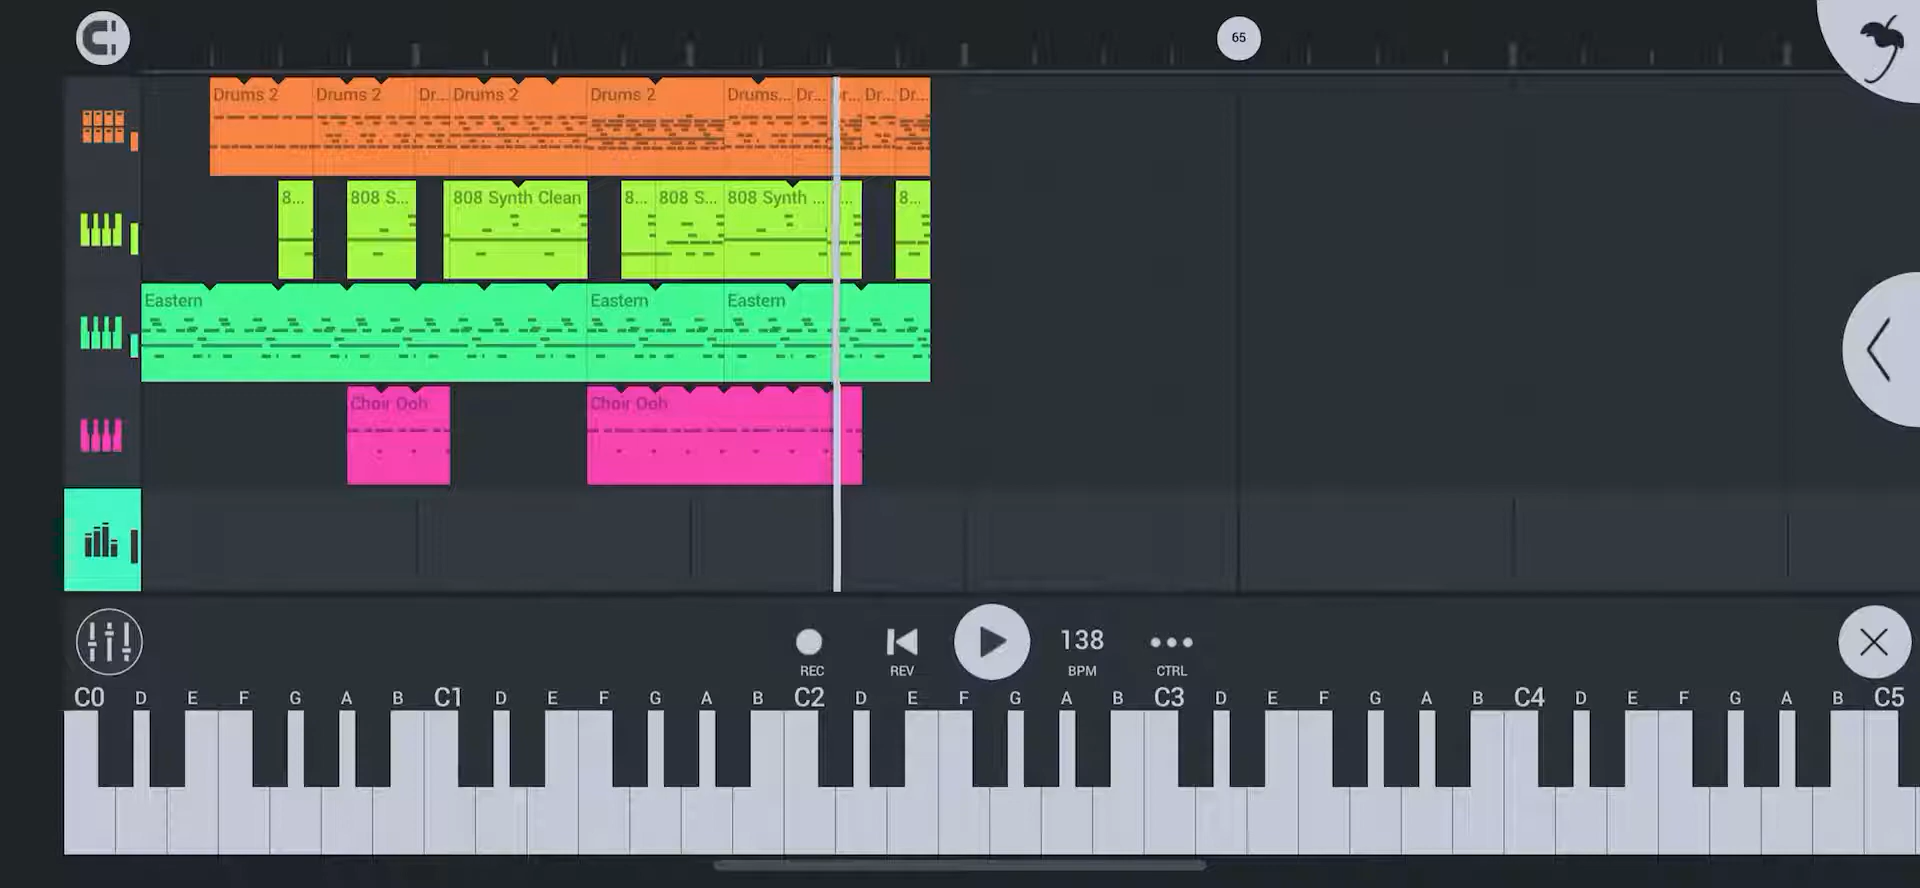 65
Drums 2 Drums 2 Dr... Drums 2 Drums 2 Drums... Dr... Dr... Dr...
8... 808 S... 808 Synth Clean 8... 808 S... 808 Synth ... 8...
Eastern Eastern Eastern
Choir Ooh Choir Ooh
138
REC REV BPM CTRL
C0 D E F G A B C1 D E F G A B C2 D E F G A B C3 D E F G A B C4 D E F G A B C5